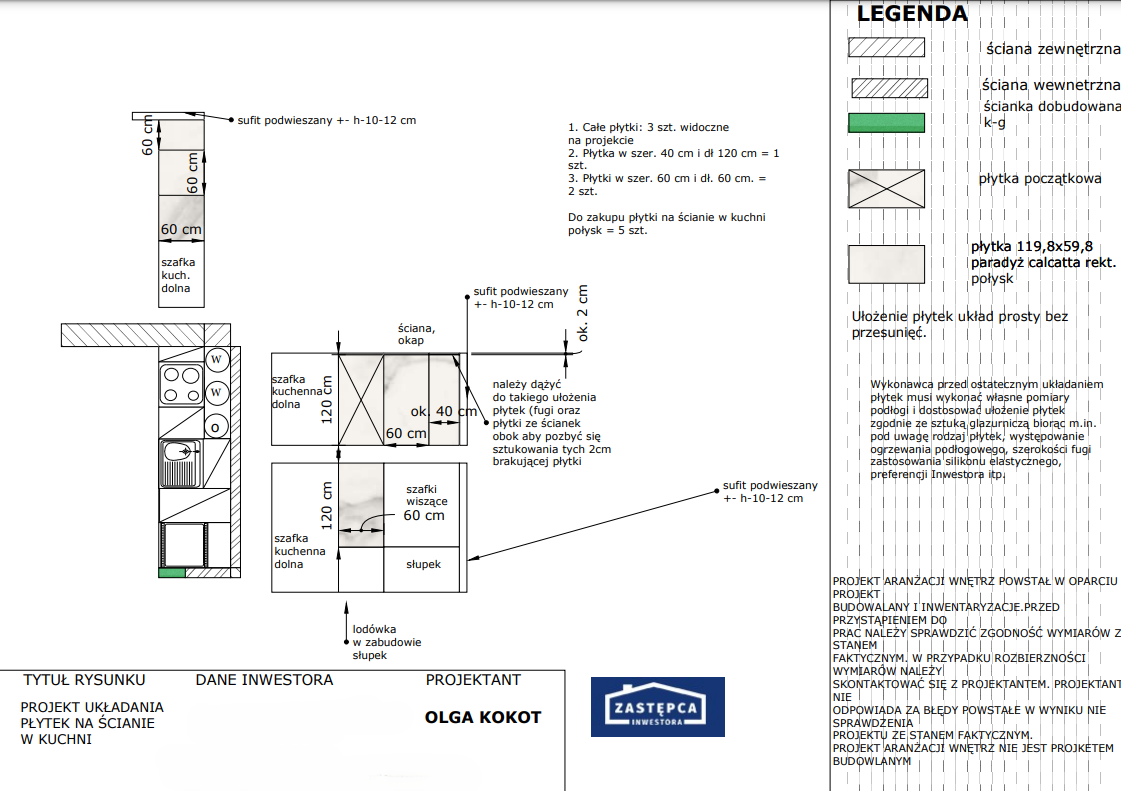 LEGENDA
ściana zewnętrzna
ściana wewnetrzna
ścianka dobudowana
k-g
płytka początkowa
płytka 119,8x59,8
paradyż calcatta rekt.
połysk
Ułożenie płytek układ prosty bez
przesunięć.
Wykonawca przed ostatecznym układaniem
płytek musi wykonać własne pomiary
podłogi i dostosować ułożenie płytek
zgodnie ze sztuką glazurniczą biorąc m.in.
pod uwagę rodzaj płytek, występowanie
ogrzewania podłogowego, szerokości fugi
zastosowania silikonu elastycznego,
preferencji Inwestora itp.
PROJEKT ARANŻACJI WNĘTRZ POWSTAŁ W OPARCIU
PROJEKT
BUDOWALANY I INWENTARYZACJE.PRZED
PRZYSTĄPIENIEM DO
PRAC NALEŻY SPRAWDZIĆ ZGODNOŚĆ WYMIARÓW Z
STANEM
FAKTYCZNYM. W PRZYPADKU ROZBIERZNOŚCI
WYMIARÓW NALEŻY
SKONTAKTOWAĆ SIĘ Z PROJEKTANTEM. PROJEKTANT
NIE
ODPOWIADA ZA BŁĘDY POWSTAŁE W WYNIKU NIE
SPRAWDZENIA
PROJEKTU ZE STANEM FAKTYCZNYM.
PROJEKT ARANŻACJI WNĘTRZ NIE JEST PROJKETEM
BUDOWLANYM
sufit podwieszany +- h-10-12 cm
60 cm
60 cm
60 cm
szafka
kuch.
dolna
1. Całe płytki: 3 szt. widoczne
na projekcie
2. Płytka w szer. 40 cm i dł 120 cm = 1
szt.
3. Płytki w szer. 60 cm i dł. 60 cm. =
2 szt.
Do zakupu płytki na ścianie w kuchni
połysk = 5 szt.
sufit podwieszany
+- h-10-12 cm
ok. 2 cm
ściana,
okap
szafka
kuchenna
dolna
120 cm
ok. 40 cm
60 cm
należy dążyć
do takiego ułożenia
płytek (fugi oraz
płytki ze ścianek
obok aby pozbyć się
sztukowania tych 2cm
brakującej płytki
W
W
O
120 cm
szafki
wiszące
60 cm
szafka
kuchenna
dolna
słupek
sufit podwieszany
+- h-10-12 cm
lodówka
w zabudowie
słupek
TYTUŁ RYSUNKU
DANE INWESTORA
PROJEKTANT
PROJEKT UKŁADANIA
PŁYTEK NA ŚCIANIE
W KUCHNI
OLGA KOKOT
ZASTĘPCA
INWESTORA